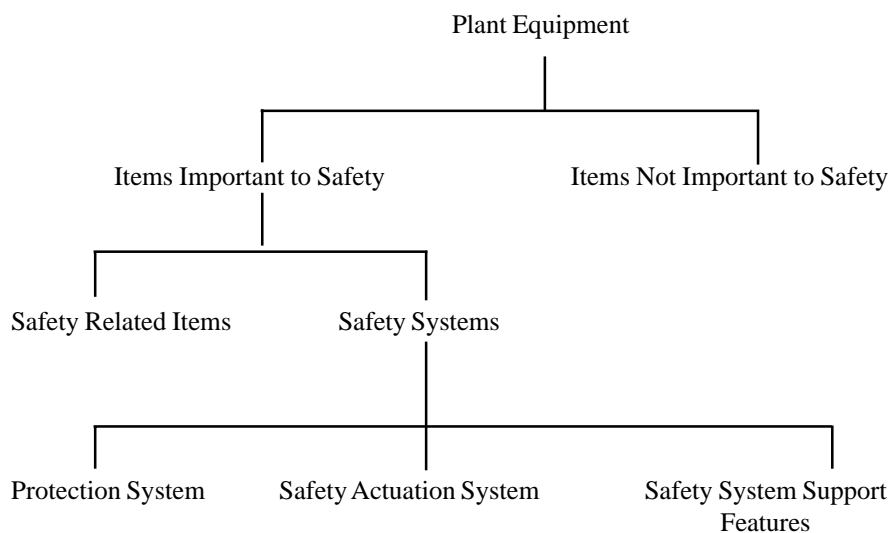 Plant Equipment
Items Important to Safety
Items Not Important to Safety
Safety Related Items
Safety Systems
Protection System
Safety Actuation System
Safety System Support
Features